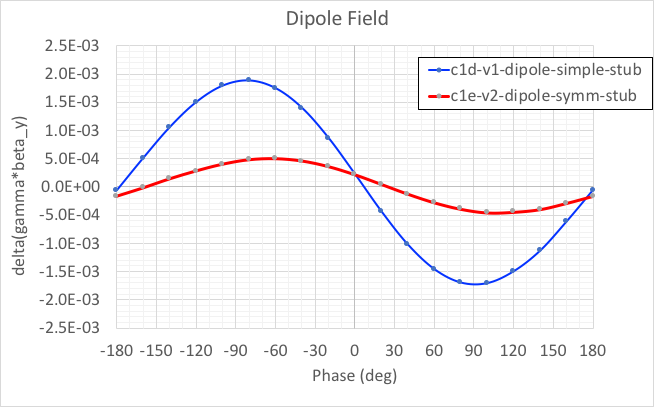 Dipole Field
2.5E-03
2.0E-03
1.5E-03
1.0E-03
5.0E-04
0.0E+00
-5.0E-04
-1.0E-03
-1.5E-03
-2.0E-03
-2.5E-03
delta(gamma*beta_y)
c1d-v1-dipole-simple-stub
c1e-v2-dipole-symm-stub
-180 -150 -120 -90 -60 -30 0 30 60 90 120 150 180
Phase (deg)